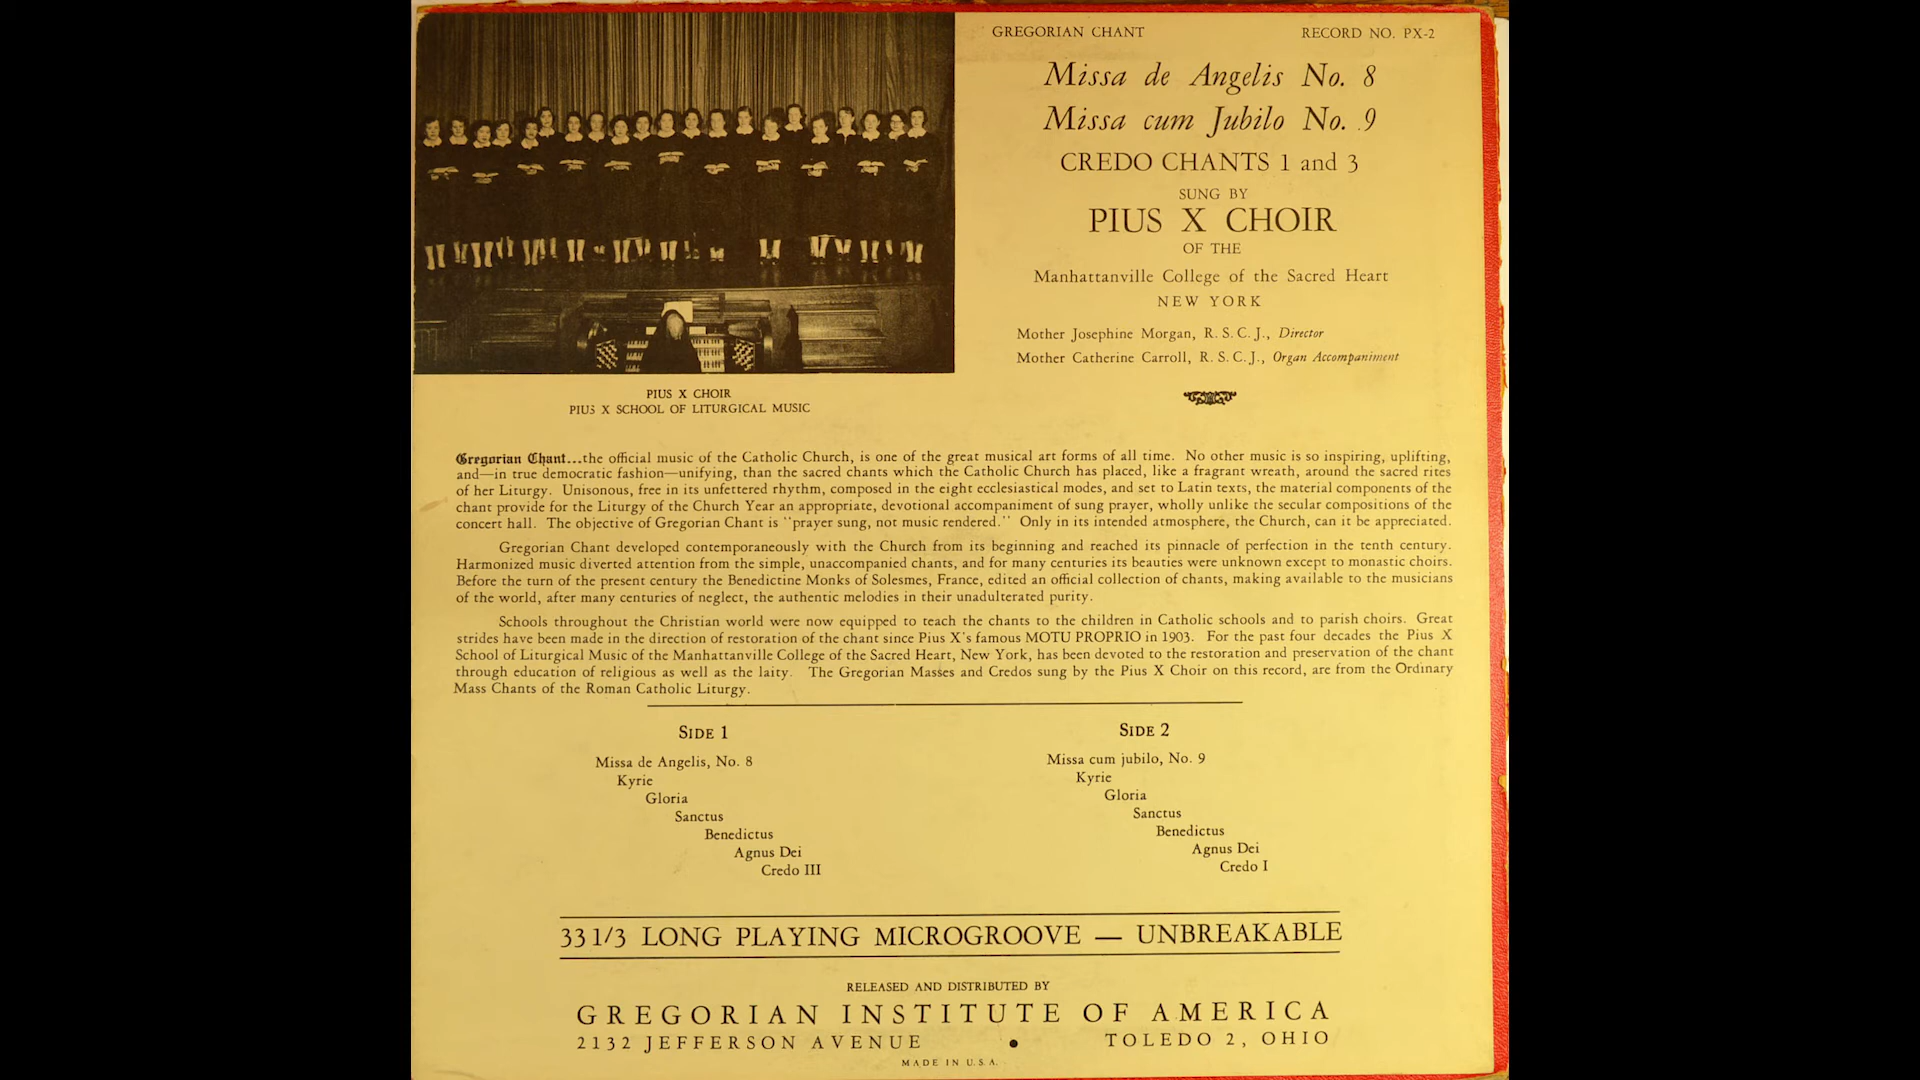 GREGORIAN CHANT
RECORD NO. PX-2
Missa de Angelis No. 8
Missa cum Jubilo No. 9
CREDO CHANTS 1 and 3
SUNG BY
PIUS X CHOIR
OF THE
Manhattanville College of the Sacred Heart
NEW YORK
Mother Josephine Morgan, R. S. C. J., Director
Mother Catherine Carroll, R. S. C. J., Organ Accompaniment
PIUS X CHOIR
PIUS X SCHOOL OF LITURGICAL MUSIC
Gregorian Chant...the official music of the Catholic Church, is one of the great musical art forms of all time. No other music is so inspiring, uplifting,
and—in true democratic fashion—unifying, than the sacred chants which the Catholic Church has placed, like a fragrant wreath, around the sacred rites
of her Liturgy. Unisonous, free in its unfettered rhythm, composed in the eight ecclesiastical modes, and set to Latin texts, the material components of the
chant provide for the Liturgy of the Church Year an appropriate, devotional accompaniment of sung prayer, wholly unlike the secular compositions of the
concert hall. The objective of Gregorian Chant is "prayer sung, not music rendered." Only in its intended atmosphere, the Church, can it be appreciated.
Gregorian Chant developed contemporaneously with the Church from its beginning and reached its pinnacle of perfection in the tenth century.
Harmonized music diverted attention from the simple, unaccompanied chants, and for many centuries its beauties were unknown except to monastic choirs.
Before the turn of the present century the Benedictine Monks of Solesmes, France, edited an official collection of chants, making available to the musicians
of the world, after many centuries of neglect, the authentic melodies in their unadulterated purity.
Schools throughout the Christian world were now equipped to teach the chants to the children in Catholic schools and to parish choirs. Great
strides have been made in the direction of restoration of the chant since Pius X's famous MOTU PROPRIO in 1903. For the past four decades the Pius X
School of Liturgical Music of the Manhattanville College of the Sacred Heart, New York, has been devoted to the restoration and preservation of the chant
through education of religious as well as the laity. The Gregorian Masses and Credos sung by the Pius X Choir on this record, are from the Ordinary
Mass Chants of the Roman Catholic Liturgy.
SIDE 1
Missa de Angelis, No. 8
Kyrie
Gloria
Sanctus
Benedictus
Agnus Dei
Credo III
SIDE 2
Missa cum jubilo, No. 9
Kyrie
Gloria
Sanctus
Benedictus
Agnus Dei
Credo I
33 1/3 LONG PLAYING MICROGROOVE — UNBREAKABLE
RELEASED AND DISTRIBUTED BY
GREGORIAN INSTITUTE OF AMERICA
2132 JEFFERSON AVENUE • TOLEDO 2, OHIO
MADE IN U.S.A.